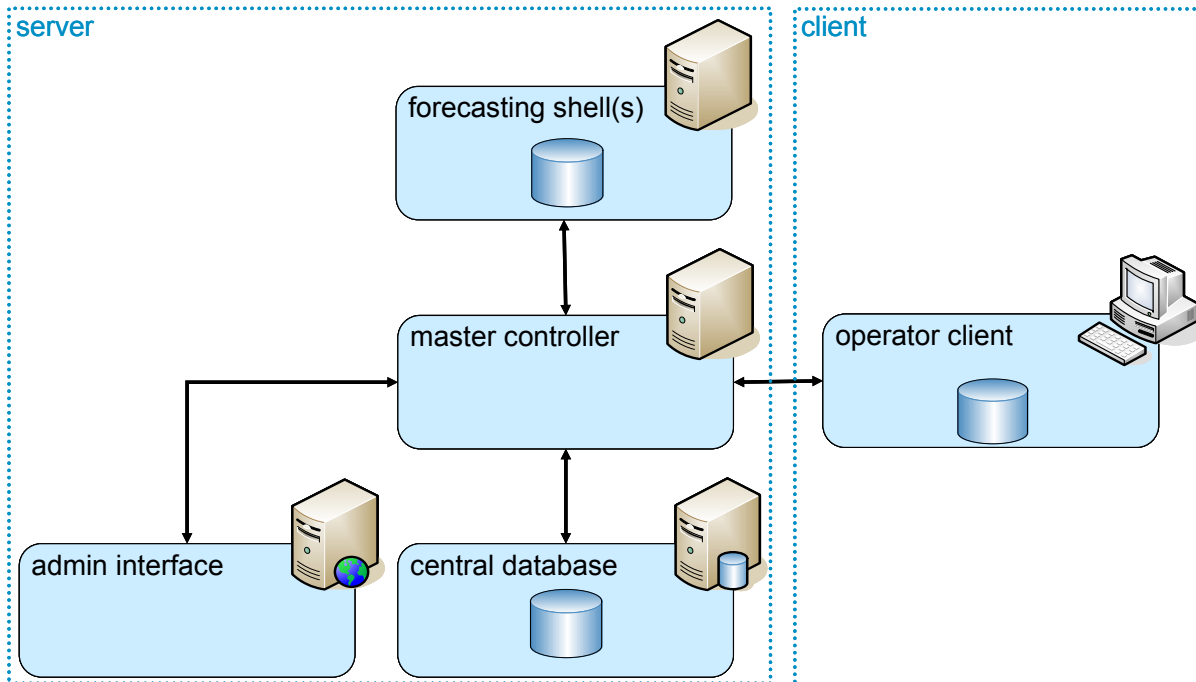 server
client
forecasting shell(s)
master controller
operator client
admin interface
central database